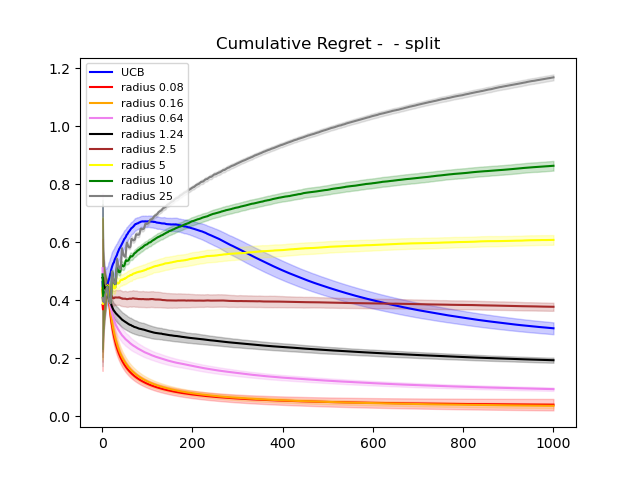 Cumulative Regret -  - split
1.2
1.0
0.8
0.6
0.4
0.2
0.0
UCB
radius 0.08
radius 0.16
radius 0.64
radius 1.24
radius 2.5
radius 5
radius 10
radius 25
0 200 400 600 800 1000